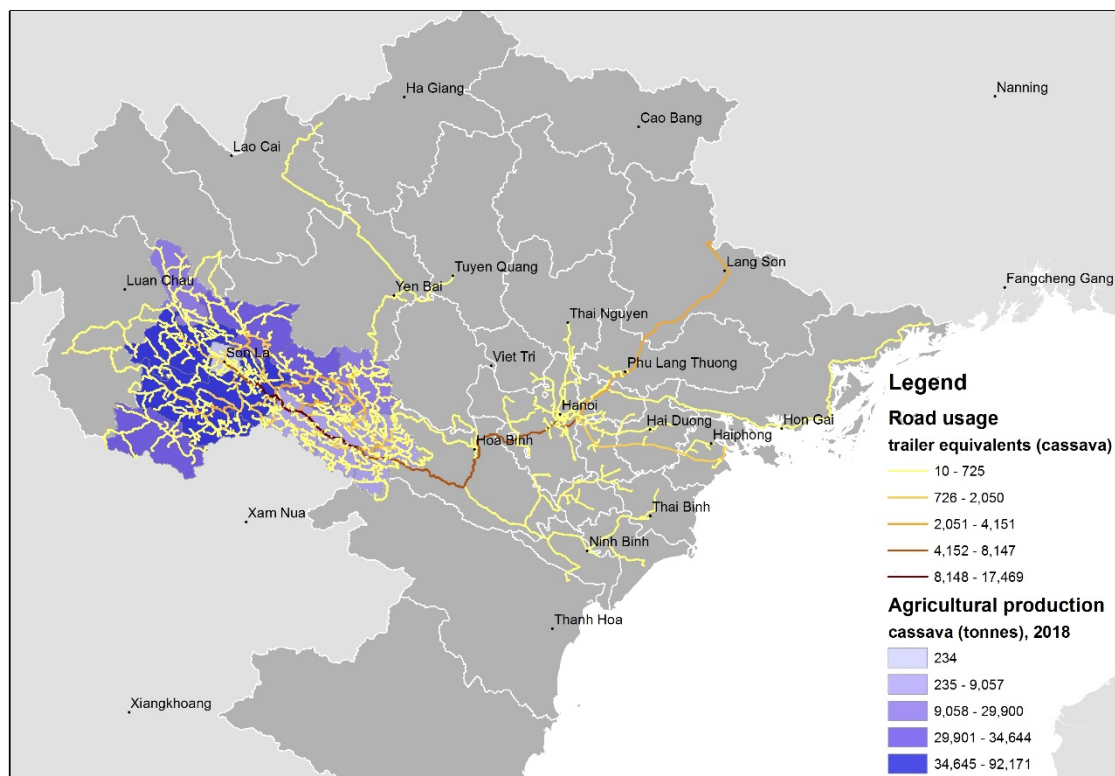 Ha Giang
Nanning
Cao Bang
Lao Cai
Lang Son
Tuyen Quang
Luan Chau
Fangcheng Gang
Yen Bai
Thai Nguyen
Son La
Viet Tri
Phu Lang Thuong
Hanoi
Hai Duong
Hon Gai
Haiphong
Hoa Binh
Xam Nua
Thai Binh
Ninh Binh
Thanh Hoa
Xiangkhoang
Legend
Road usage
trailer equivalents (cassava)
10 - 725
726 - 2,050
2,051 - 4,151
4,152 - 8,147
8,148 - 17,469
Agricultural production
cassava (tonnes), 2018
234
235 - 9,057
9,058 - 29,900
29,901 - 34,644
34,645 - 92,171